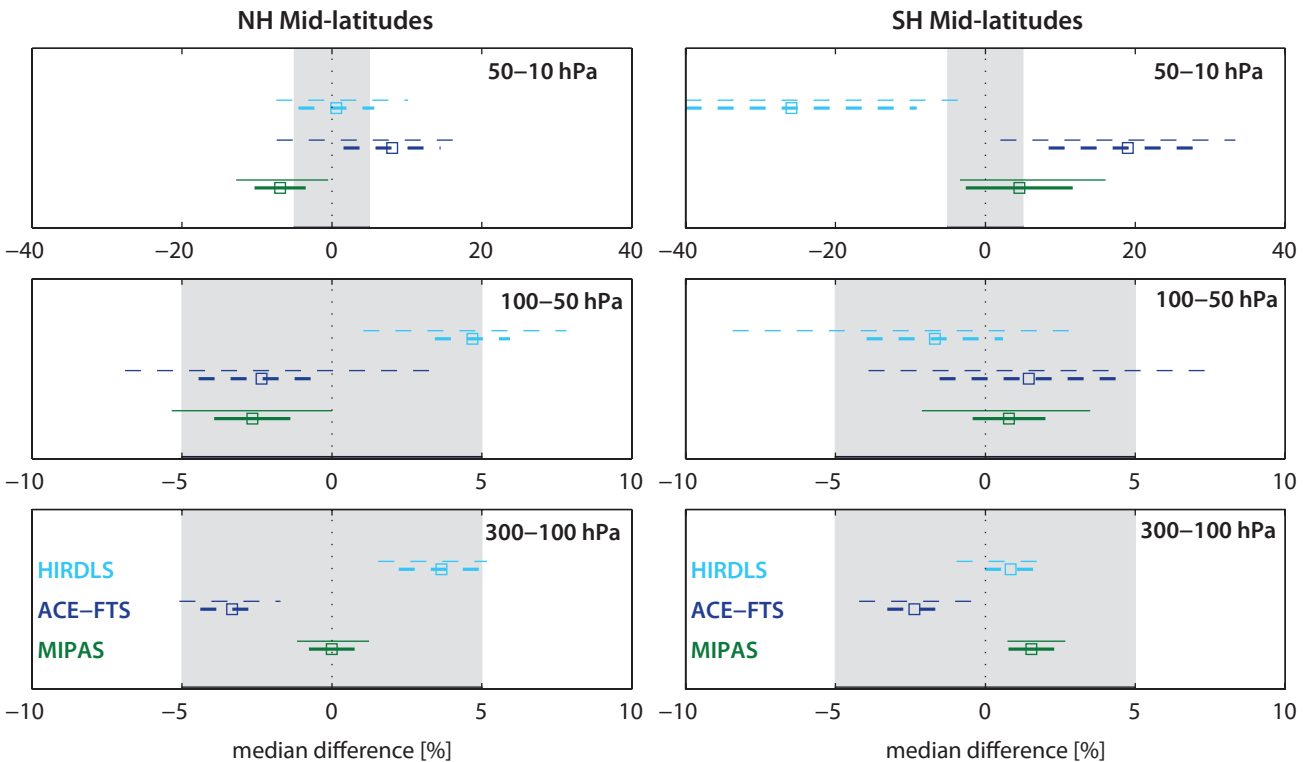 NH Mid-latitudes
SH Mid-latitudes
50–10 hPa
50–10 hPa
−40 −20 0 20 40
−40 −20 0 20 40
100–50 hPa
100–50 hPa
−10 −5 0 5 10
−10 −5 0 5 10
300–100 hPa
HIRDLS
ACE–FTS
MIPAS
300–100 hPa
HIRDLS
ACE–FTS
MIPAS
−10 −5 0 5 10
−10 −5 0 5 10
median difference [%]
median difference [%]